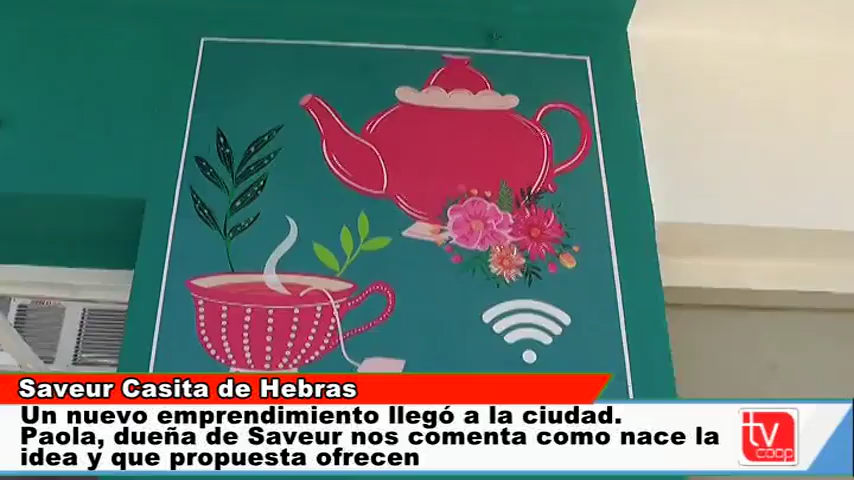 Saveur Casita de Hebras
Un nuevo emprendimiento llegó a la ciudad.
Paola, dueña de Saveur nos comenta como nace la
idea y que propuesta ofrecen
tv
coop